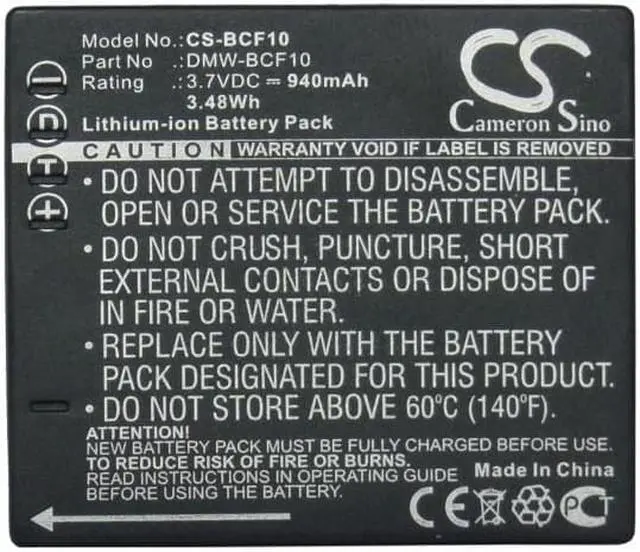 Model No.: CS-BCF10
Part No : DMW-BCF10
Rating : 3.7VDC ⎓ 940mAh
3.48Wh
Lithium-ion Battery Pack
CS
Cameron Sino
CAUTION WARRANTY VOID IF LABEL IS REMOVED
• DO NOT ATTEMPT TO DISASSEMBLE,
OPEN OR SERVICE THE BATTERY PACK.
• DO NOT CRUSH, PUNCTURE, SHORT
EXTERNAL CONTACTS OR DISPOSE OF
IN FIRE OR WATER.
• REPLACE ONLY WITH THE BATTERY
PACK DESIGNATED FOR THIS PRODUCT.
• DO NOT STORE ABOVE 60°C (140°F).
ATTENTION!
NEW BATTERY PACK MUST BE FULLY CHARGED BEFORE USE
TO REDUCE RISK OF FIRE OR BURNS.
READ INSTRUCTIONS IN OPERATING GUIDE
Made In China
− D T +
CE PCT